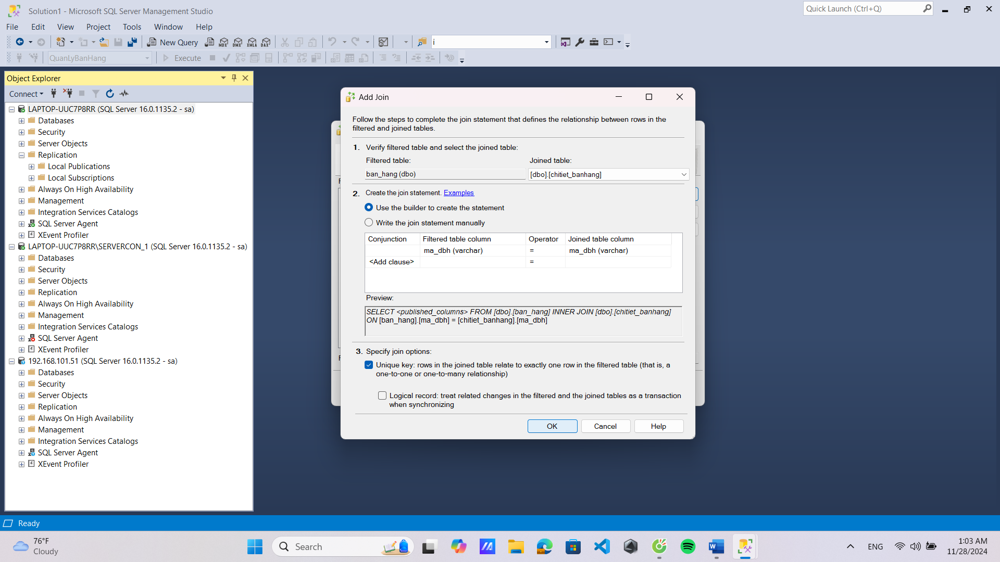 Solution1 - Microsoft SQL Server Management Studio
Quick Launch (Ctrl+Q)
File Edit View Project Tools Window Help
New Query MDX DMX XMLA DAX i
QuanLyBanHang Execute
Object Explorer
Connect
LAPTOP-UUC7P8RR (SQL Server 16.0.1135.2 - sa)
Databases
Security
Server Objects
Replication
Local Publications
Local Subscriptions
Always On High Availability
Management
Integration Services Catalogs
SQL Server Agent
XEvent Profiler
LAPTOP-UUC7P8RR\SERVERCON_1 (SQL Server 16.0.1135.2 - sa)
Databases
Security
Server Objects
Replication
Always On High Availability
Management
Integration Services Catalogs
SQL Server Agent
XEvent Profiler
192.168.101.51 (SQL Server 16.0.1135.2 - sa)
Databases
Security
Server Objects
Replication
Always On High Availability
Management
Integration Services Catalogs
SQL Server Agent
XEvent Profiler
Add Join
Follow the steps to complete the join statement that defines the relationship between rows in the
filtered and joined tables.
1. Verify filtered table and select the joined table:
Filtered table: Joined table:
ban_hang (dbo) [dbo].[chitiet_banhang]
2. Create the join statement. Examples
Use the builder to create the statement
Write the join statement manually
Conjunction Filtered table column Operator Joined table column
ma_dbh (varchar) = ma_dbh (varchar)
<Add clause> =
Preview:
SELECT <published_columns> FROM [dbo].[ban_hang] INNER JOIN [dbo].[chitiet_banhang]
ON [ban_hang].[ma_dbh] = [chitiet_banhang].[ma_dbh]
3. Specify join options:
Unique key: rows in the joined table relate to exactly one row in the filtered table (that is, a
one-to-one or one-to-many relationship)
Logical record: treat related changes in the filtered and the joined tables as a transaction
when synchronizing
OK Cancel Help
Ready
76°F
Cloudy
Search
ENG
1:03 AM
11/28/2024